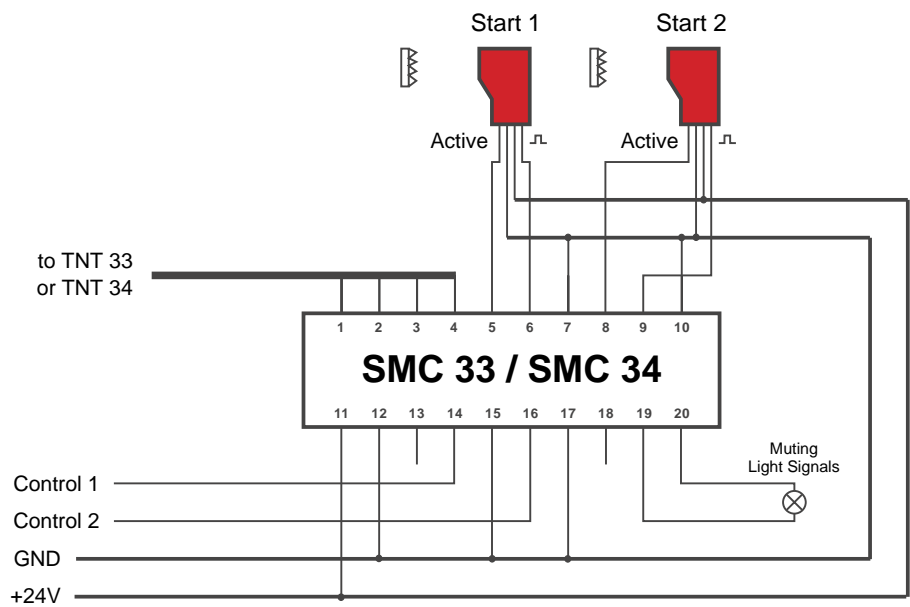 Start 1
Start 2
Active
Active
to TNT 33
or TNT 34
1 2 3 4 5 6 7 8 9 10
SMC 33 / SMC 34
11 12 13 14 15 16 17 18 19 20
Muting
Light Signals
Control 1
Control 2
GND
+24V